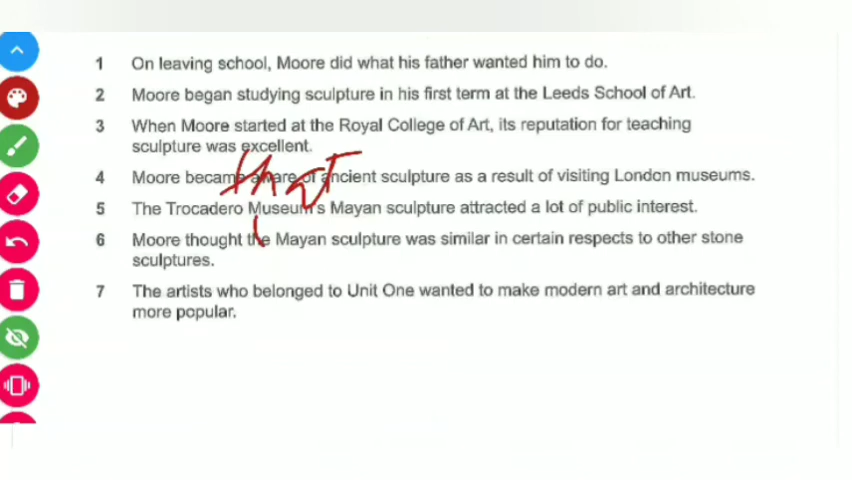 1 On leaving school, Moore did what his father wanted him to do.
2 Moore began studying sculpture in his first term at the Leeds School of Art.
3 When Moore started at the Royal College of Art, its reputation for teaching
sculpture was excellent.
that
4 Moore became aware of ancient sculpture as a result of visiting London museums.
5 The Trocadero Museum's Mayan sculpture attracted a lot of public interest.
6 Moore thought the Mayan sculpture was similar in certain respects to other stone
sculptures.
7 The artists who belonged to Unit One wanted to make modern art and architecture
more popular.